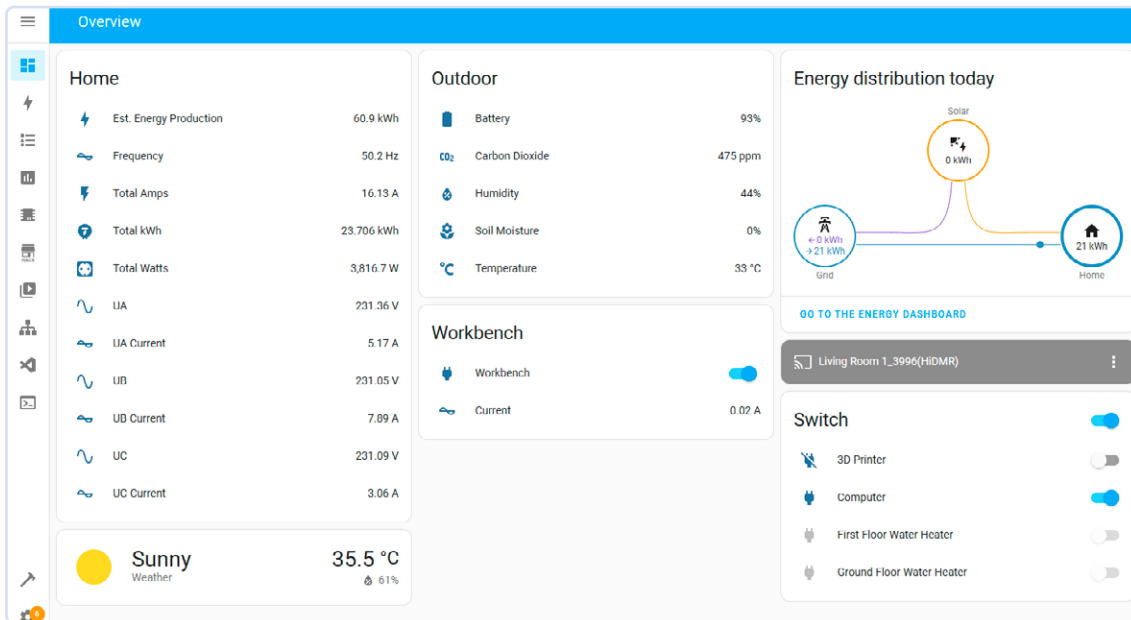 Overview
Home
Est. Energy Production 60.9 kWh
Frequency 50.2 Hz
Total Amps 16.13 A
Total kWh 23.706 kWh
Total Watts 3,816.7 W
UA 231.36 V
UA Current 5.17 A
UB 231.05 V
UB Current 7.89 A
UC 231.09 V
UC Current 3.06 A
Sunny 35.5 °C
Weather 61%
Outdoor
Battery 93%
CO₂ Carbon Dioxide 475 ppm
Humidity 44%
Soil Moisture 0%
°C Temperature 33 °C
Workbench
Workbench
Current 0.02 A
Energy distribution today
Solar
0 kWh
←0 kWh
→21 kWh
Grid
21 kWh
Home
GO TO THE ENERGY DASHBOARD
Living Room 1_3996(HiDMR)
Switch
3D Printer
Computer
First Floor Water Heater
Ground Floor Water Heater
6